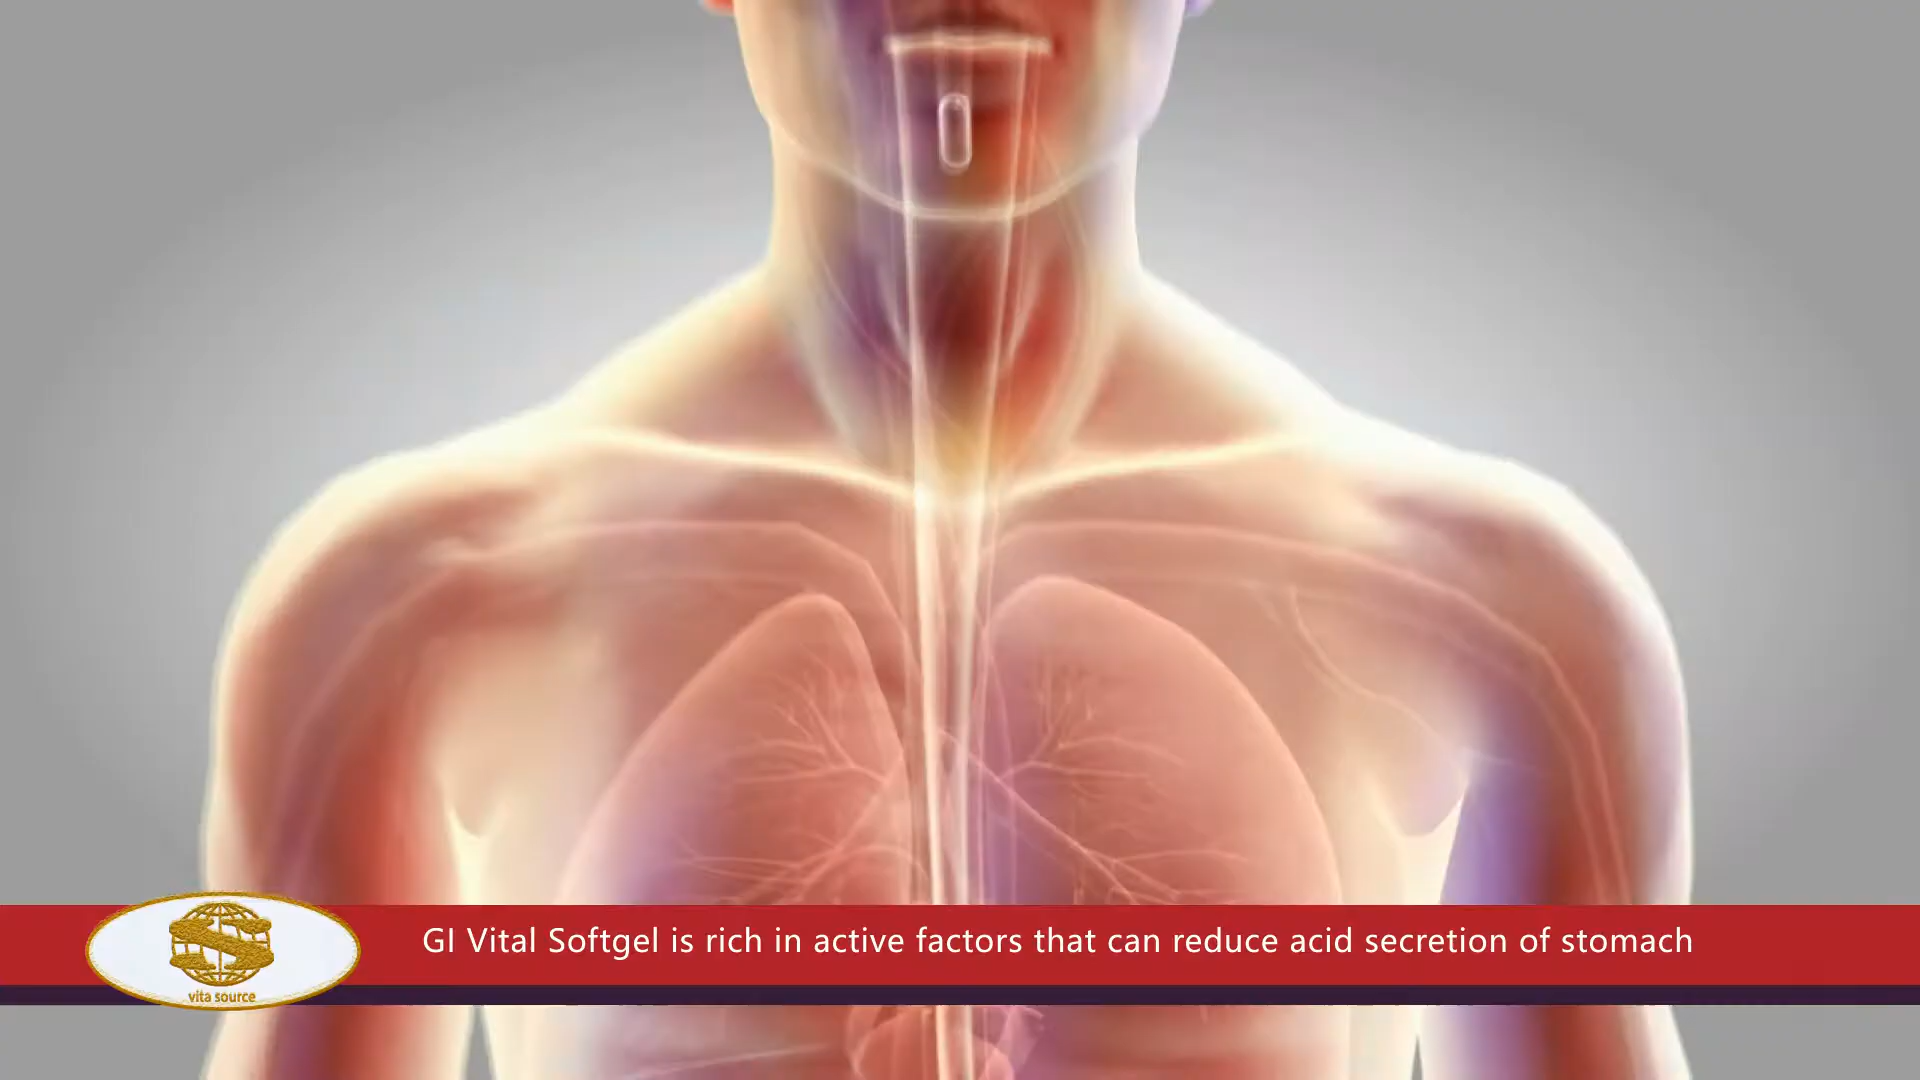 GI Vital Softgel is rich in active factors that can reduce acid secretion of stomach
vita source